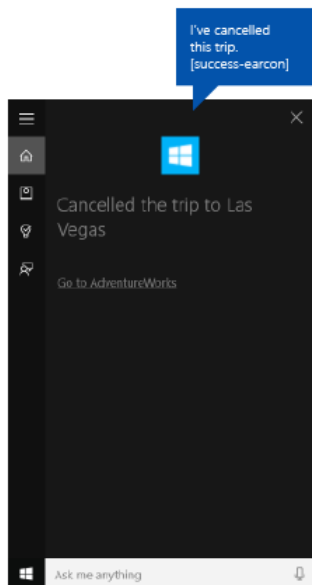 I've cancelled
this trip.
[success-earcon]
Cancelled the trip to Las
Vegas
Go to AdventureWorks
Ask me anything